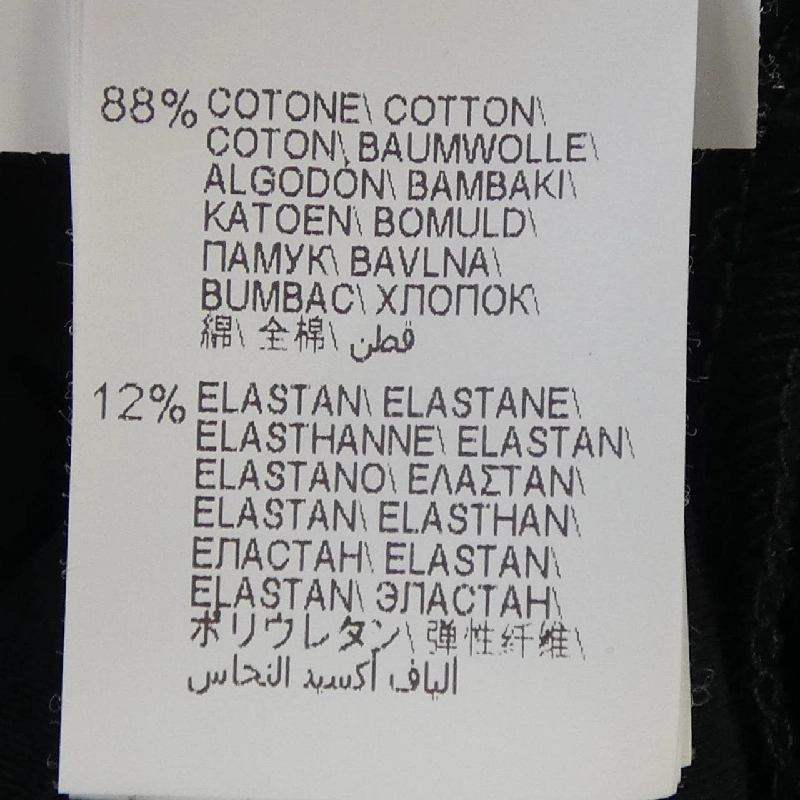 88% COTONE\ COTTON\
COTON\ BAUMWOLLE\
ALGODÓN\ BAMBAKI\
KATOEN\ BOMULD\
ПАМУК\ BAVLNA\
BUMBAC\ ХЛОПОК\
綿\ 全棉\ قطن
12% ELASTAN\ ELASTANE\
ELASTHANNE\ ELASTAN\
ELASTANO\ ΕΛΑΣΤΑΝ\
ELASTAN\ ELASTHAN\
ЕЛАСТАН\ ELASTAN\
ELASTAN\ ЭЛАСТАН\
ポリウレタン\ 弹性纤维\
الياف أكسيد النحاس